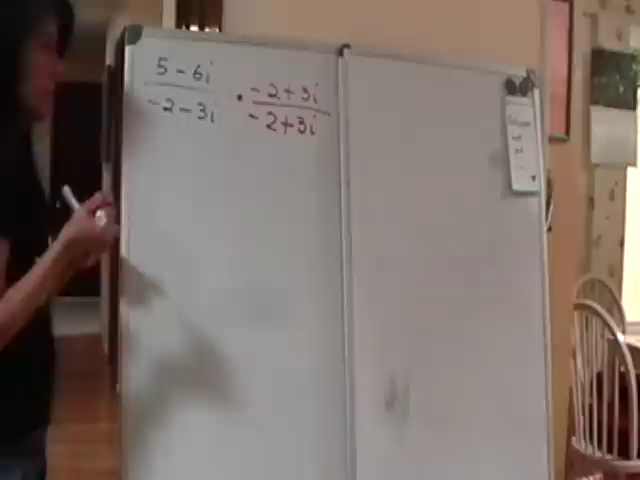 5 - 6i
-2 - 3i
· -2 + 3i
-2 + 3i